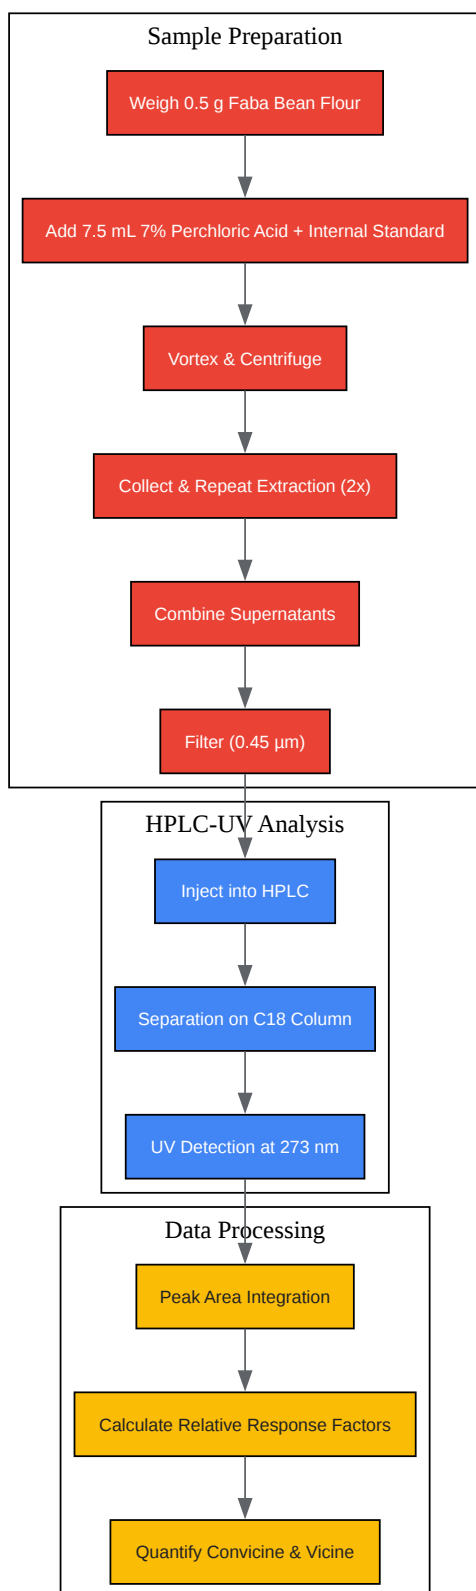 Sample Preparation
Weigh 0.5 g Faba Bean Flour
Add 7.5 mL 7% Perchloric Acid + Internal Standard
Vortex & Centrifuge
Collect & Repeat Extraction (2x)
Combine Supernatants
Filter (0.45 µm)
HPLC-UV Analysis
Inject into HPLC
Separation on C18 Column
UV Detection at 273 nm
Data Processing
Peak Area Integration
Calculate Relative Response Factors
Quantify Convicine & Vicine